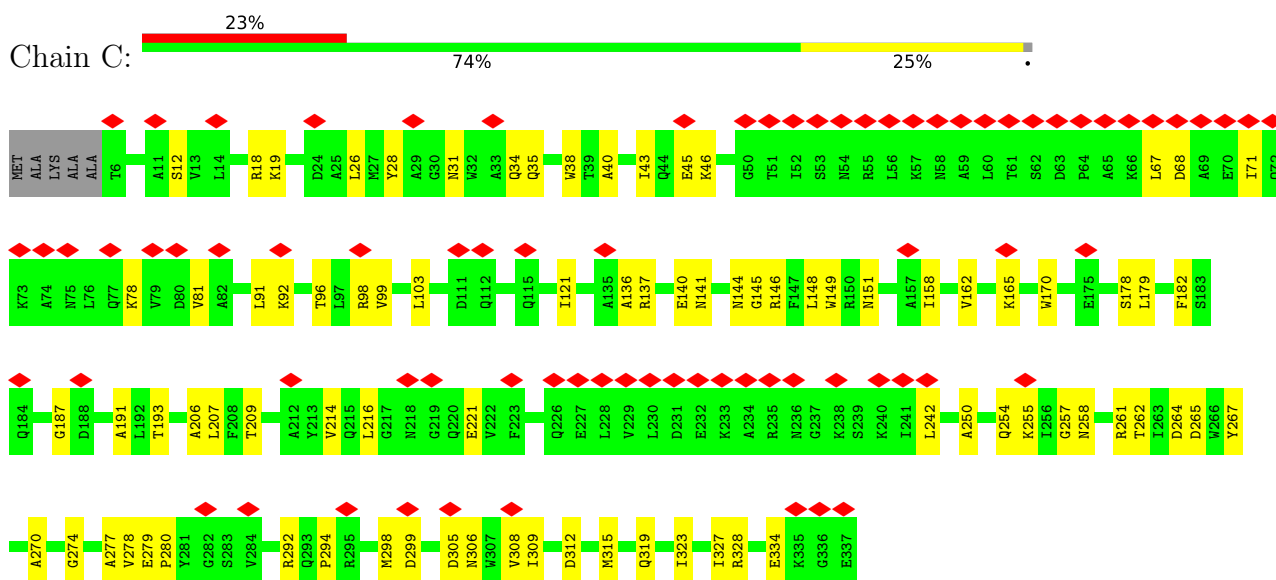 23%
Chain C:
74% 25% •
MET ALA LYS ALA ALA T6 A11 S12 V13 L14 R18 K19 D24 A25 L26 M27 Y28 A29 G30 N31 W32 A33 Q34 Q35 W38 T39 A40 I43 Q44 E45 K46 G50 T51 I52 S53 N54 R55 L56 K57 N58 A59 L60 T61 S62 D63 P64 A65 K66 L67 D68 A69 E70 I71 Q72
K73 A74 N75 L76 Q77 K78 V79 D80 V81 A82 L91 K92 T96 L97 R98 V99 L103 D111 Q112 Q115 I121 A135 A136 R137 E140 N141 N144 G145 R146 F147 L148 W149 R150 N151 A157 I158 V162 K165 W170 E175 S178 L179 F182 S183
Q184 G187 D188 A191 L192 T193 A206 L207 F208 T209 A212 Y213 V214 Q215 L216 G217 N218 G219 Q220 E221 V222 F223 Q226 E227 L228 V229 L230 D231 E232 K233 A234 R235 N236 G237 K238 S239 K240 I241 L242 A250 Q254 K255 I256 G257 N258 R261 T262 I263 D264 D265 W266 Y267
A270 G274 A277 V278 E279 P280 Y281 G282 S283 V284 R292 Q293 P294 R295 M298 D299 D305 N306 W307 V308 I309 D312 M315 Q319 I323 I327 R328 E334 K335 G336 E337